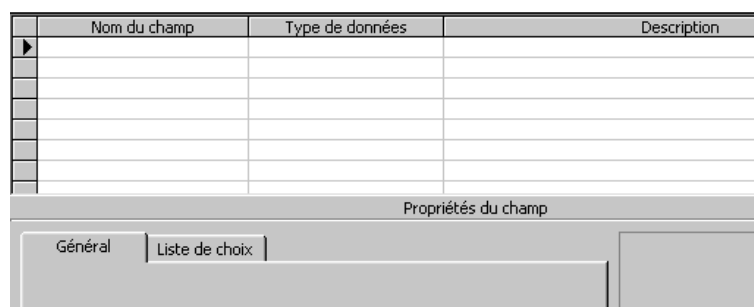 Nom du champ Type de données Description
Propriétés du champ
Général Liste de choix